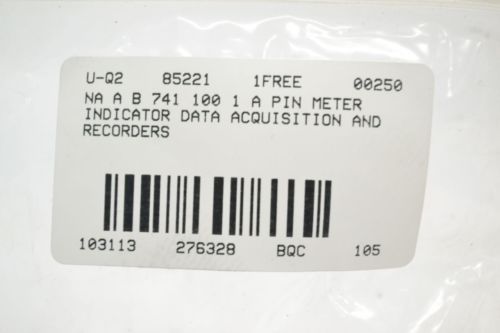 U-Q2 85221 1FREE 00250
NA A B 741 100 1 A PIN METER
INDICATOR DATA ACQUISITION AND
RECORDERS
103113 276328 BQC 105